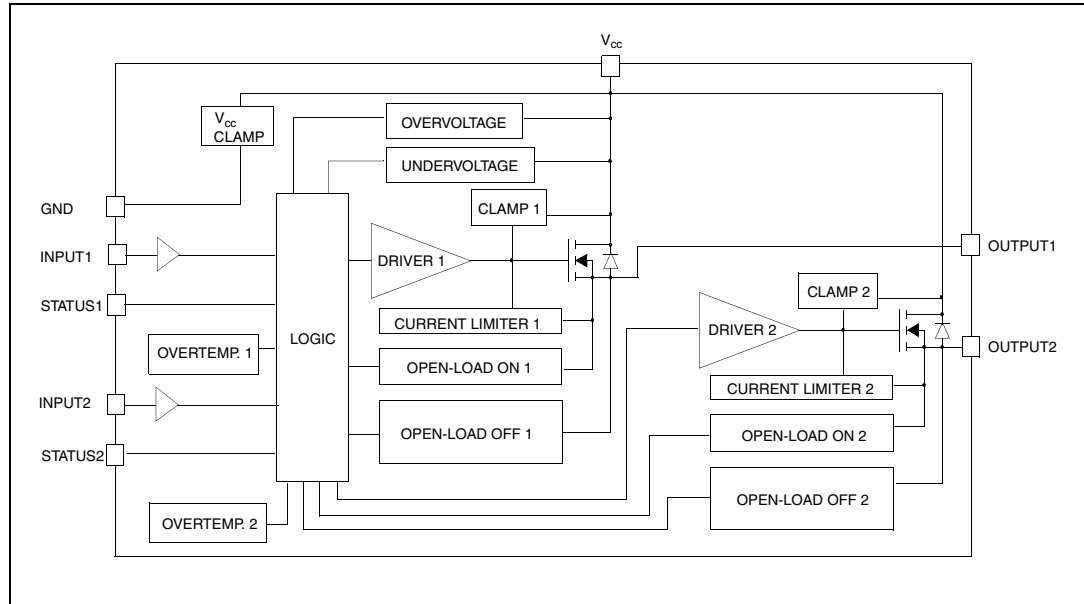 Vcc
Vcc
CLAMP
OVERVOLTAGE
UNDERVOLTAGE
GND
CLAMP 1
INPUT1
DRIVER 1
OUTPUT1
STATUS1
CLAMP 2
CURRENT LIMITER 1
DRIVER 2
LOGIC
OVERTEMP. 1
OUTPUT2
OPEN-LOAD ON 1
CURRENT LIMITER 2
INPUT2
OPEN-LOAD OFF 1
OPEN-LOAD ON 2
STATUS2
OPEN-LOAD OFF 2
OVERTEMP. 2